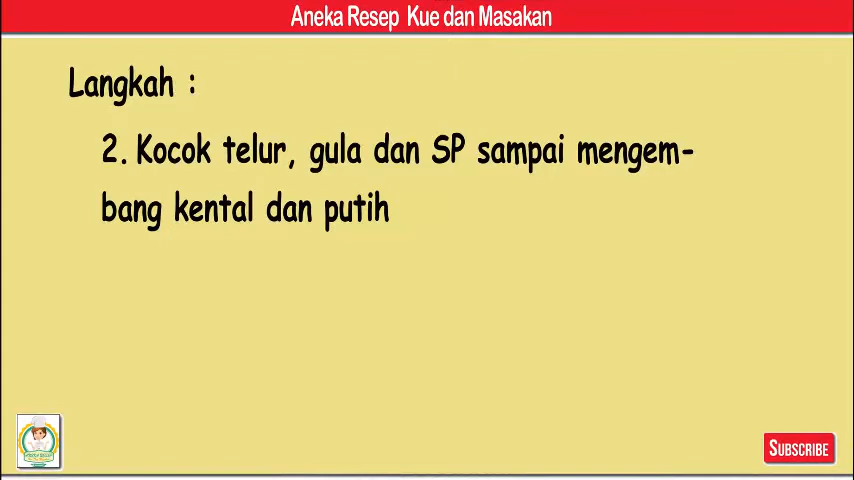 Aneka Resep Kue dan Masakan
Langkah :
2. Kocok telur, gula dan SP sampai mengem-
bang kental dan putih
SUBSCRIBE